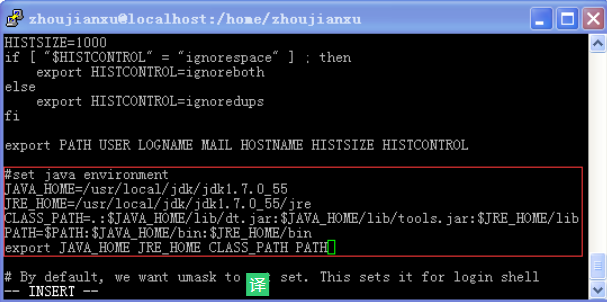 zhoujianxu@localhost:/home/zhoujianxu
HISTSIZE=1000
if [ "$HISTCONTROL" = "ignorespace" ] ; then
    export HISTCONTROL=ignoreboth
else
    export HISTCONTROL=ignoredups
fi
export PATH USER LOGNAME MAIL HOSTNAME HISTSIZE HISTCONTROL
#set java environment
JAVA_HOME=/usr/local/jdk/jdk1.7.0_55
JRE_HOME=/usr/local/jdk/jdk1.7.0_55/jre
CLASS_PATH=.:$JAVA_HOME/lib/dt.jar:$JAVA_HOME/lib/tools.jar:$JRE_HOME/lib
PATH=$PATH:$JAVA_HOME/bin:$JRE_HOME/bin
export JAVA_HOME JRE_HOME CLASS_PATH PATH
# By default, we want umask to set. This sets it for login shell
-- INSERT --
译